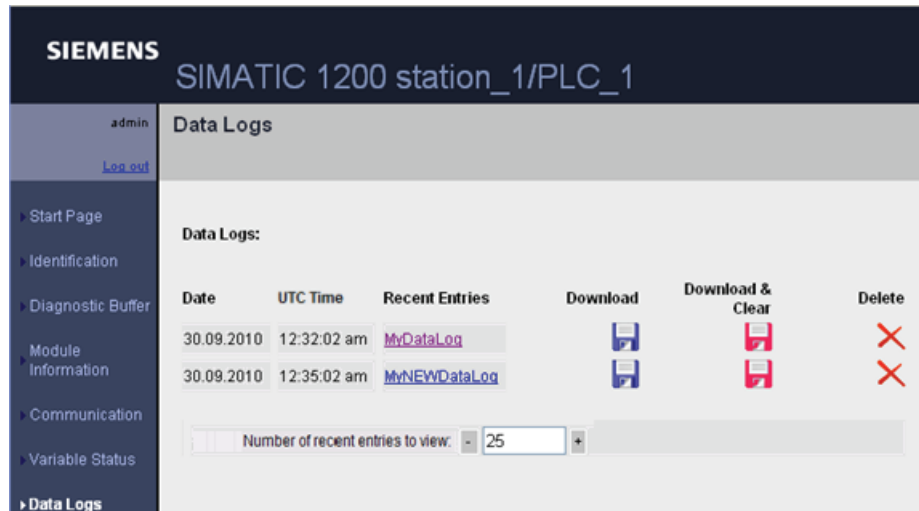 SIEMENS
SIMATIC 1200 station_1/PLC_1
admin
Log out
Data Logs
Start Page
Identification
Diagnostic Buffer
Module
Information
Communication
Variable Status
Data Logs
Data Logs:
Date UTC Time Recent Entries Download Download & Clear Delete
30.09.2010 12:32:02 am MyDataLog
30.09.2010 12:35:02 am MyNEWDataLog
Number of recent entries to view: - 25 +